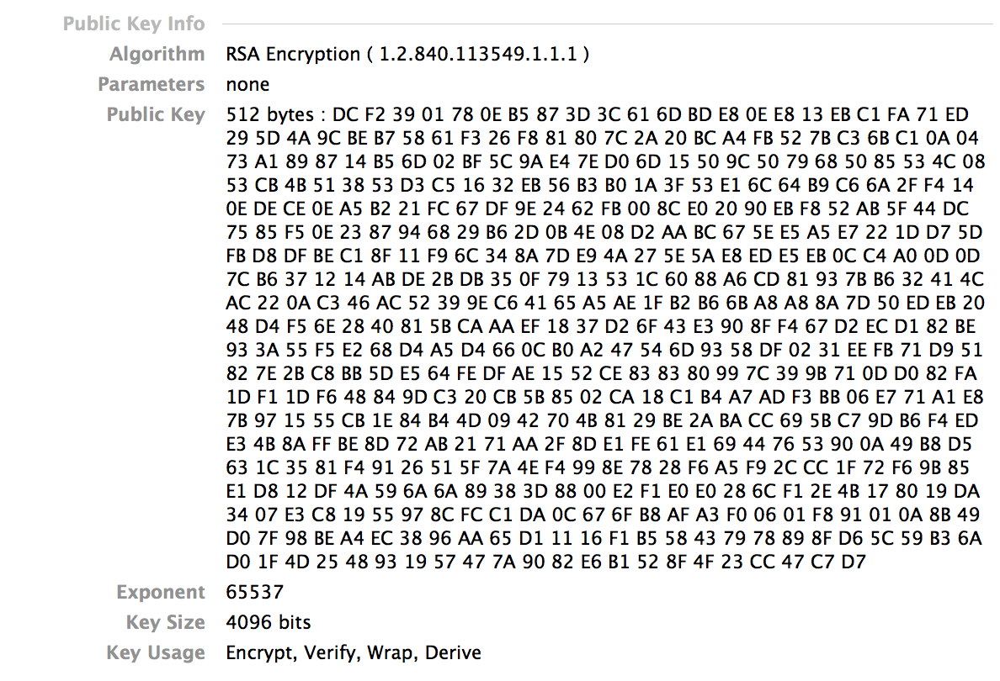 Public Key Info
Algorithm RSA Encryption ( 1.2.840.113549.1.1.1 )
Parameters none
Public Key 512 bytes : DC F2 39 01 78 0E B5 87 3D 3C 61 6D BD E8 0E E8 13 EB C1 FA 71 ED
29 5D 4A 9C BE B7 58 61 F3 26 F8 81 80 7C 2A 20 BC A4 FB 52 7B C3 6B C1 0A 04
73 A1 89 87 14 B5 6D 02 BF 5C 9A E4 7E D0 6D 15 50 9C 50 79 68 50 85 53 4C 08
53 CB 4B 51 38 53 D3 C5 16 32 EB 56 B3 B0 1A 3F 53 E1 6C 64 B9 C6 6A 2F F4 14
0E DE CE 0E A5 B2 21 FC 67 DF 9E 24 62 FB 00 8C E0 20 90 EB F8 52 AB 5F 44 DC
75 85 F5 0E 23 87 94 68 29 B6 2D 0B 4E 08 D2 AA BC 67 5E E5 A5 E7 22 1D D7 5D
FB D8 DF BE C1 8F 11 F9 6C 34 8A 7D E9 4A 27 5E 5A E8 ED E5 EB 0C C4 A0 0D 0D
7C B6 37 12 14 AB DE 2B DB 35 0F 79 13 53 1C 60 88 A6 CD 81 93 7B B6 32 41 4C
AC 22 0A C3 46 AC 52 39 9E C6 41 65 A5 AE 1F B2 B6 6B A8 A8 8A 7D 50 ED EB 20
48 D4 F5 6E 28 40 81 5B CA AA EF 18 37 D2 6F 43 E3 90 8F F4 67 D2 EC D1 82 BE
93 3A 55 F5 E2 68 D4 A5 D4 66 0C B0 A2 47 54 6D 93 58 DF 02 31 EE FB 71 D9 51
82 7E 2B C8 BB 5D E5 64 FE DF AE 15 52 CE 83 83 80 99 7C 39 9B 71 0D D0 82 FA
1D F1 1D F6 48 84 9D C3 20 CB 5B 85 02 CA 18 C1 B4 A7 AD F3 BB 06 E7 71 A1 E8
7B 97 15 55 CB 1E 84 B4 4D 09 42 70 4B 81 29 BE 2A BA CC 69 5B C7 9D B6 F4 ED
E3 4B 8A FF BE 8D 72 AB 21 71 AA 2F 8D E1 FE 61 E1 69 44 76 53 90 0A 49 B8 D5
63 1C 35 81 F4 91 26 51 5F 7A 4E F4 99 8E 78 28 F6 A5 F9 2C CC 1F 72 F6 9B 85
E1 D8 12 DF 4A 59 6A 6A 89 38 3D 88 00 E2 F1 E0 E0 28 6C F1 2E 4B 17 80 19 DA
34 07 E3 C8 19 55 97 8C FC C1 DA 0C 67 6F B8 AF A3 F0 06 01 F8 91 01 0A 8B 49
D0 7F 98 BE A4 EC 38 96 AA 65 D1 11 16 F1 B5 58 43 79 78 89 8F D6 5C 59 B3 6A
D0 1F 4D 25 48 93 19 57 47 7A 90 82 E6 B1 52 8F 4F 23 CC 47 C7 D7
Exponent 65537
Key Size 4096 bits
Key Usage Encrypt, Verify, Wrap, Derive